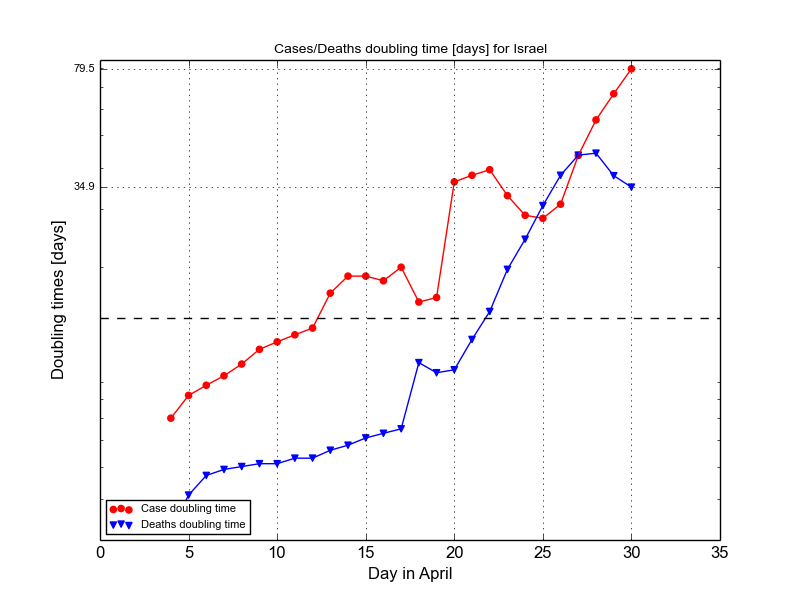 Cases/Deaths doubling time [days] for Israel
79.5
34.9
Doubling times [days]
Case doubling time
Deaths doubling time
0 5 10 15 20 25 30 35
Day in April